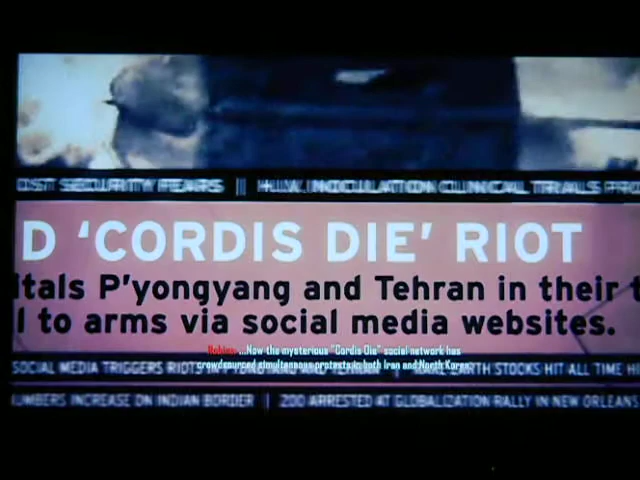 OST SECURITY FEARS || H.I.V. INOCULATION CLINICAL TRIALS PRO
D ‘CORDIS DIE’ RIOT
itals P'yongyang and Tehran in their t
l to arms via social media websites.
...Now the mysterious "Cordis Die" social network has
SOCIAL MEDIA TRIGGERS RIOTS EARTH STOCKS HIT ALL TIME HI
crowdsourced simultaneous protests in both Iran and North Korea
UMBERS INCREASE ON INDIAN BORDER || 200 ARRESTED AT GLOBALIZATION RALLY IN NEW ORLEANS